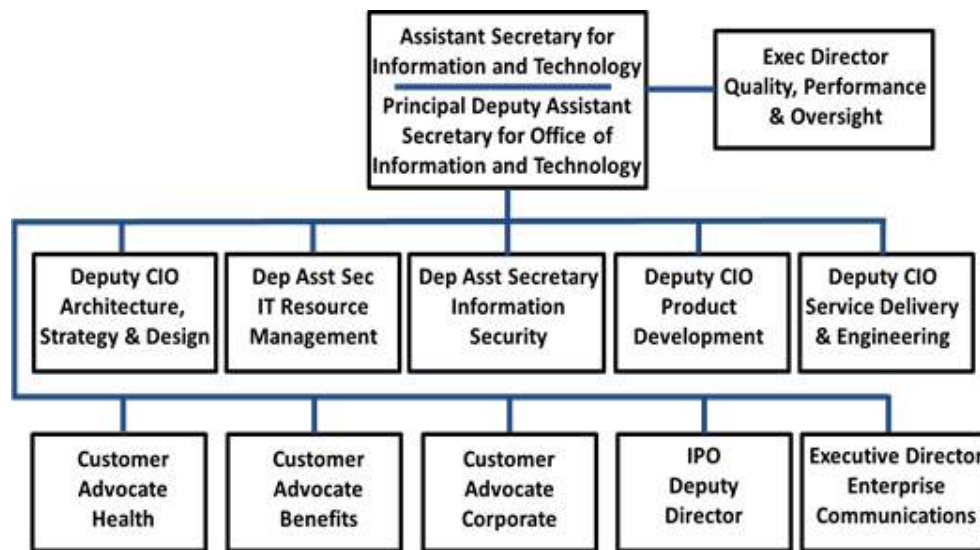 Assistant Secretary for
Information and Technology
Principal Deputy Assistant
Secretary for Office of
Information and Technology
Exec Director
Quality, Performance
& Oversight
Deputy CIO
Architecture,
Strategy & Design
Dep Asst Sec
IT Resource
Management
Dep Asst Secretary
Information
Security
Deputy CIO
Product
Development
Deputy CIO
Service Delivery
& Engineering
Customer
Advocate
Health
Customer
Advocate
Benefits
Customer
Advocate
Corporate
IPO
Deputy
Director
Executive Director
Enterprise
Communications